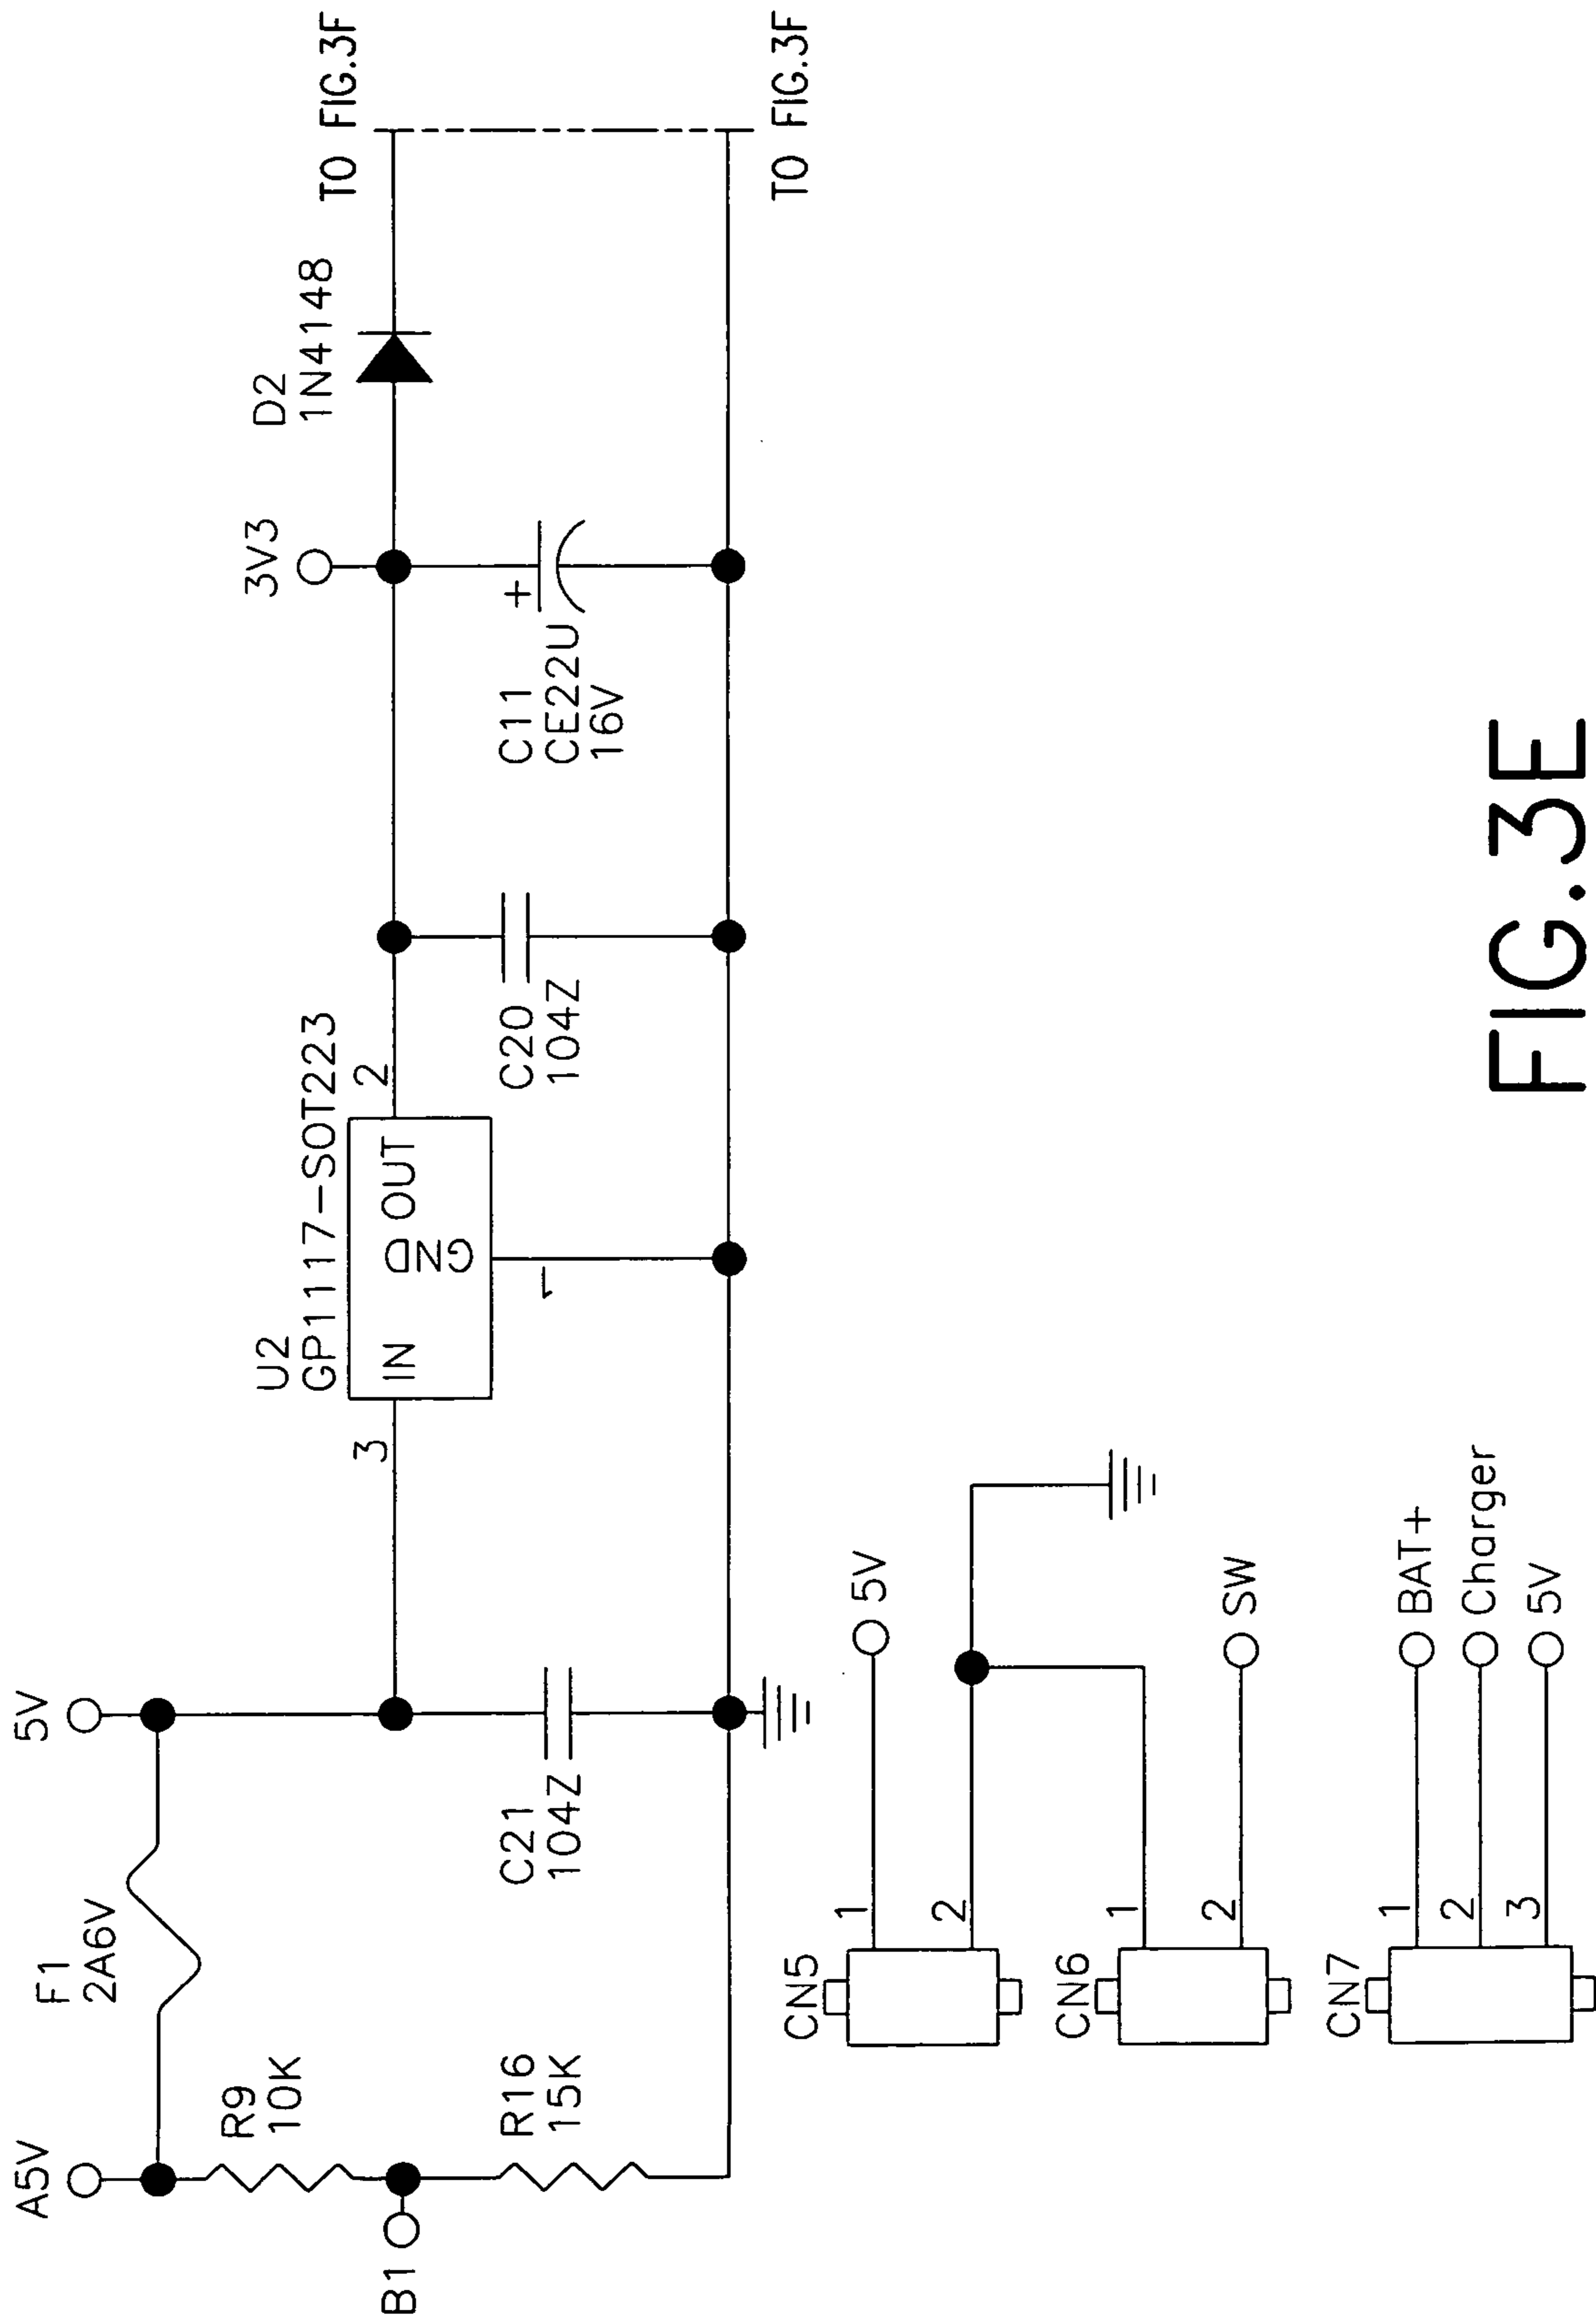 A5V
F1
2A6V
5V
R9
10K
B1
R16
15K
C21
104Z
U2
GP1117-SOT223
3
IN
GND
OUT
2
1
C20
104Z
3V3
C11
CE22U
16V
+
D2
1N4148
TO FIG.3F
TO FIG.3F
CN5
1
5V
2
CN6
1
2
SW
CN7
1
BAT+
2
Charger
3
5V
FIG.3E